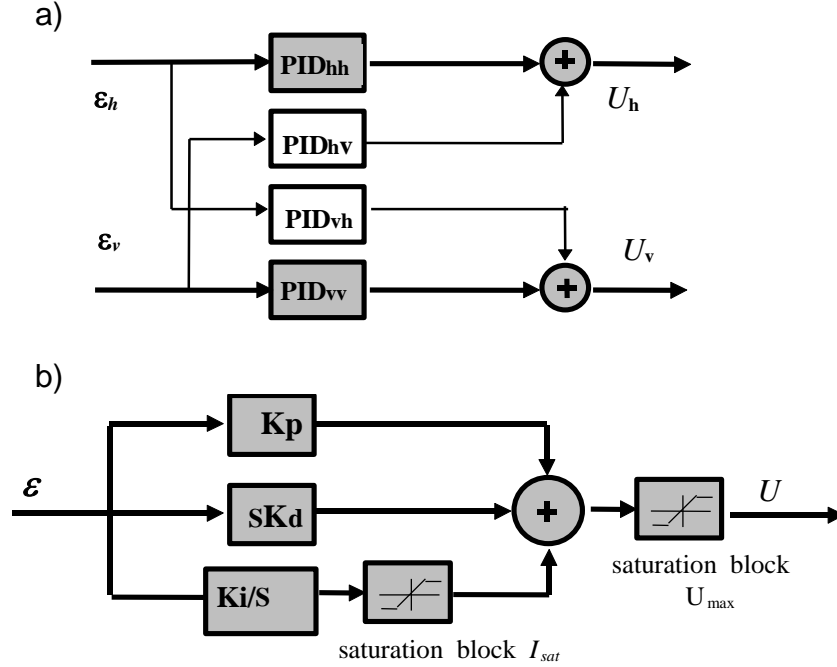 a)
PIDhh
εh
Uh
PIDhv
PIDvh
εv
Uv
PIDvv
b)
Kp
ε
SKd
U
saturation block
Umax
Ki/S
saturation block Isat